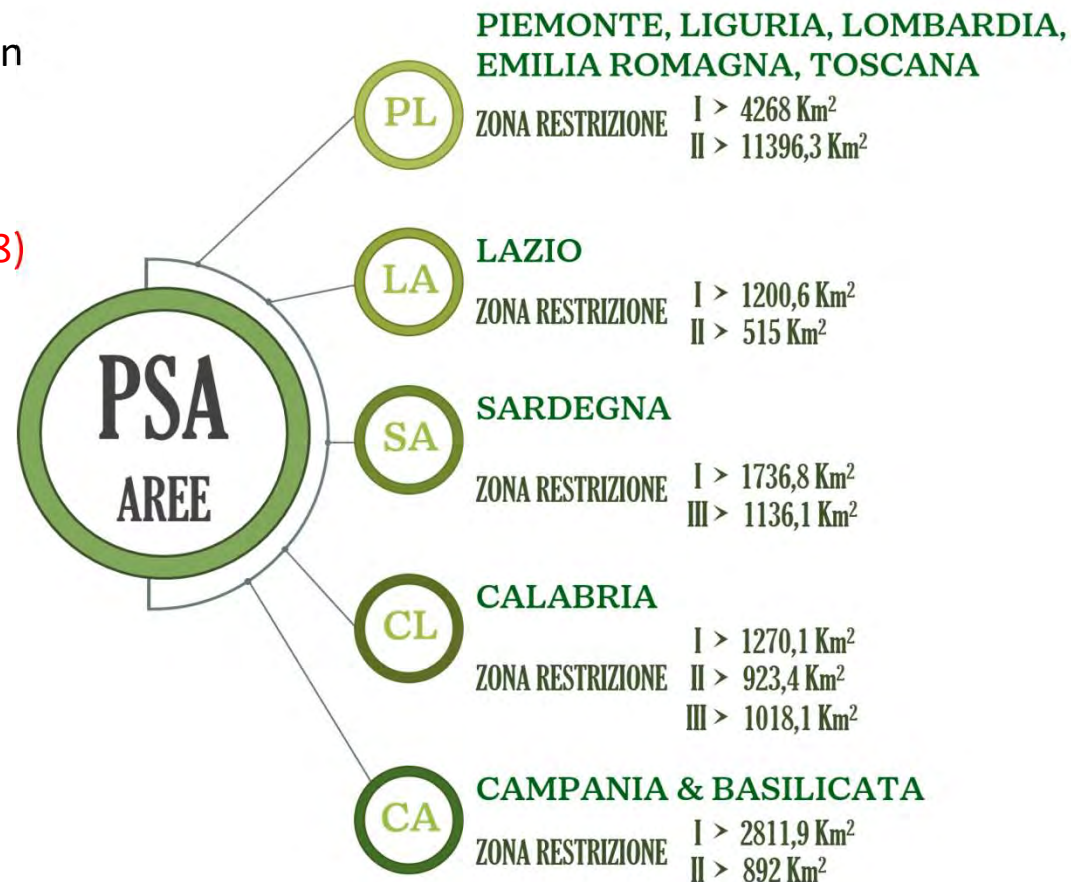 n
PIEMONTE, LIGURIA, LOMBARDIA,
EMILIA ROMAGNA, TOSCANA
PL
ZONA RESTRIZIONE
I > 4268 Km²
II > 11396,3 Km²
8)
LAZIO
LA
ZONA RESTRIZIONE
I > 1200,6 Km²
II > 515 Km²
PSA
AREE
SARDEGNA
SA
ZONA RESTRIZIONE
I > 1736,8 Km²
III > 1136,1 Km²
CALABRIA
CL
ZONA RESTRIZIONE
I > 1270,1 Km²
II > 923,4 Km²
III > 1018,1 Km²
CAMPANIA & BASILICATA
CA
ZONA RESTRIZIONE
I > 2811,9 Km²
II > 892 Km²